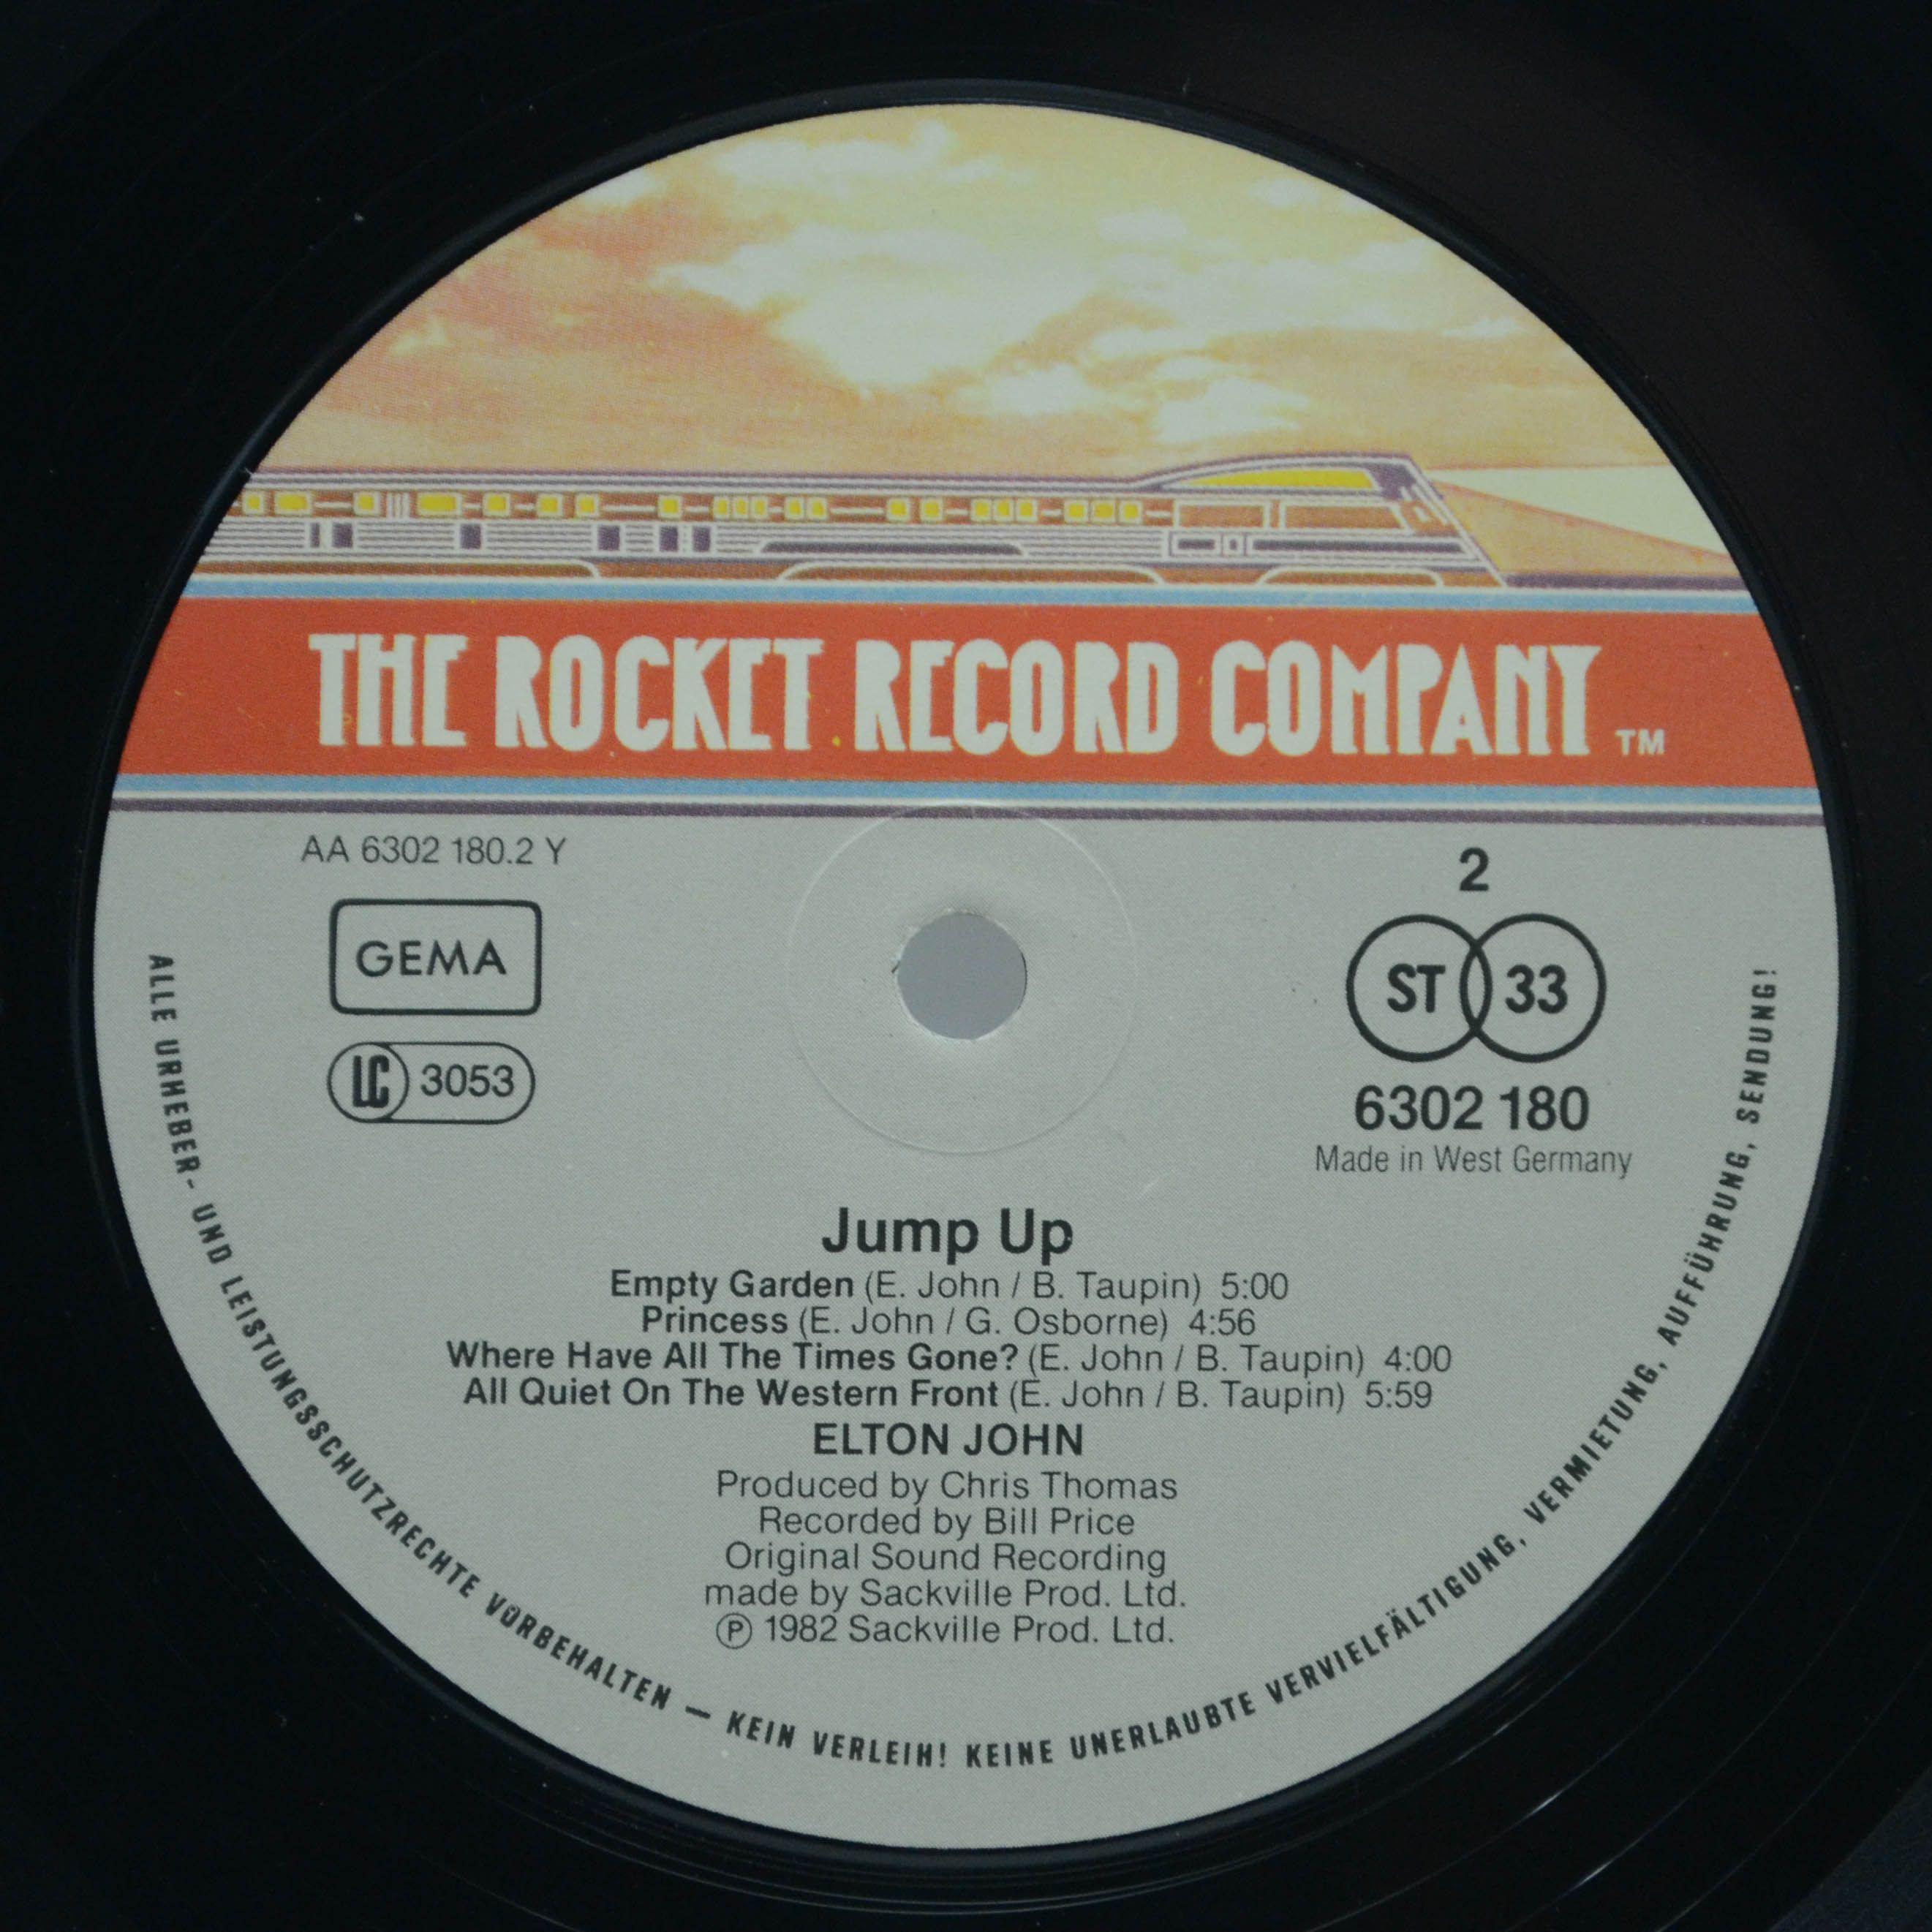 THE ROCKET RECORD COMPANY TM
AA 6302 180.2 Y
GEMA
LC 3053
2
ST 33
6302 180
Made in West Germany
Jump Up
Empty Garden (E. John / B. Taupin) 5:00
Princess (E. John / G. Osborne) 4:56
Where Have All The Times Gone? (E. John / B. Taupin) 4:00
All Quiet On The Western Front (E. John / B. Taupin) 5:59
ELTON JOHN
Produced by Chris Thomas
Recorded by Bill Price
Original Sound Recording
made by Sackville Prod. Ltd.
Ⓟ 1982 Sackville Prod. Ltd.
ALLE URHEBER- UND LEISTUNGSSCHUTZRECHTE VORBEHALTEN — KEIN VERLEIH! KEINE UNERLAUBTE VERVIELFÄLTIGUNG, VERMIETUNG, AUFFÜHRUNG, SENDUNG!